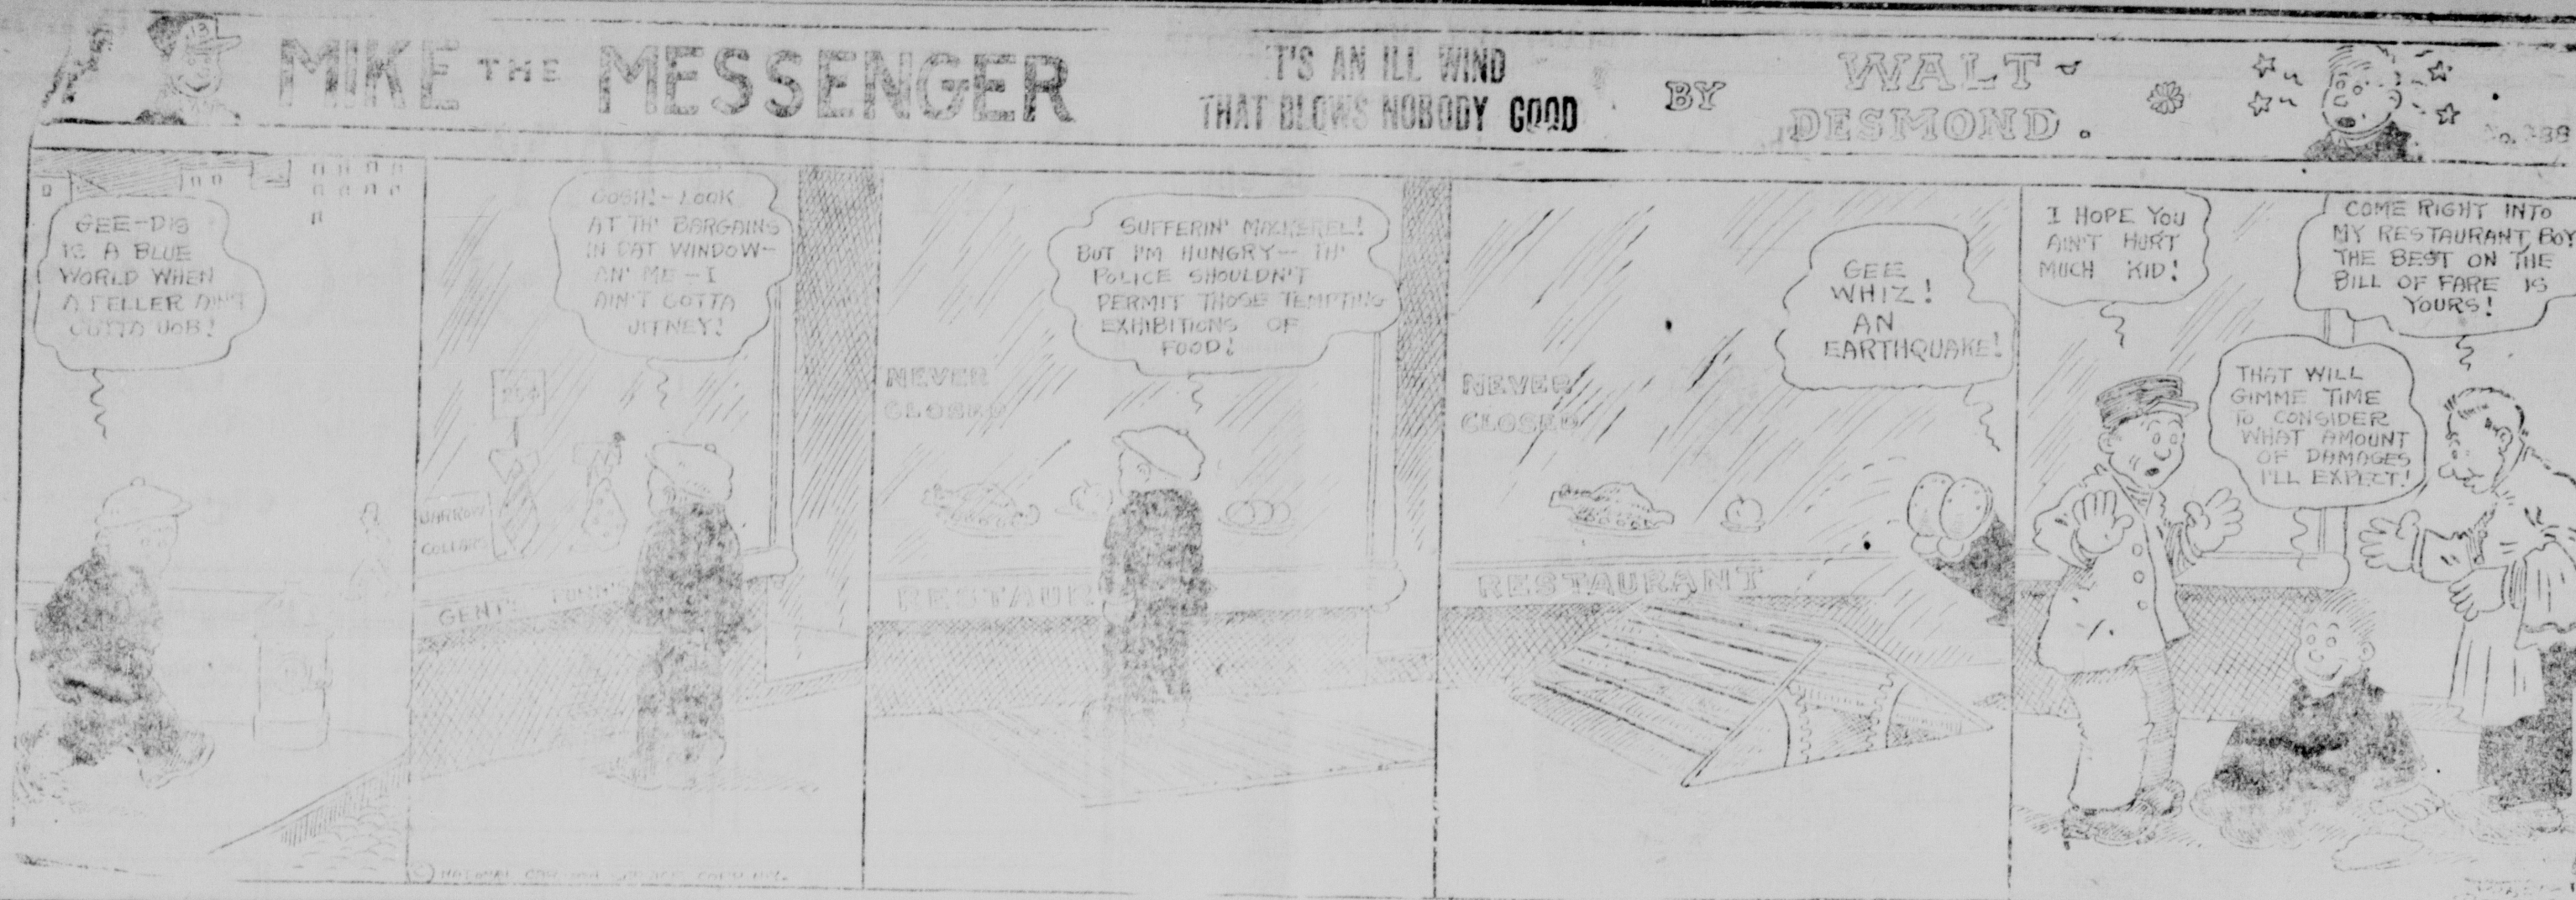 MIKE THE MESSENGER
'T'S AN ILL WIND
THAT BLOWS NOBODY GOOD
BY
WALT
DESMOND.
GEE-DIS
IS A BLUE
WORLD WHEN
A FELLER AIN'T
GOTTA JOB!
GOSH!-LOOK
AT TH' BARGAINS
IN DAT WINDOW-
AN' ME-I
AIN'T GOTTA
JITNEY!
25¢
COLLARS
GENT'S
SUFFERIN' MACKEREL!
BUT I'M HUNGRY- TH'
POLICE SHOULDN'T
PERMIT THOSE TEMPTING
EXHIBITIONS OF
FOOD!
NEVER
CLOSED
RESTAUR
GEE
WHIZ!
AN
EARTHQUAKE!
NEVER
CLOSED
RESTAURANT
I HOPE YOU
AIN'T HURT
MUCH KID!
COME RIGHT INTO
MY RESTAURANT, BOY
THE BEST ON THE
BILL OF FARE IS
YOURS!
THAT WILL
GIMME TIME
TO CONSIDER
WHAT AMOUNT
OF DAMAGES
I'LL EXPECT!